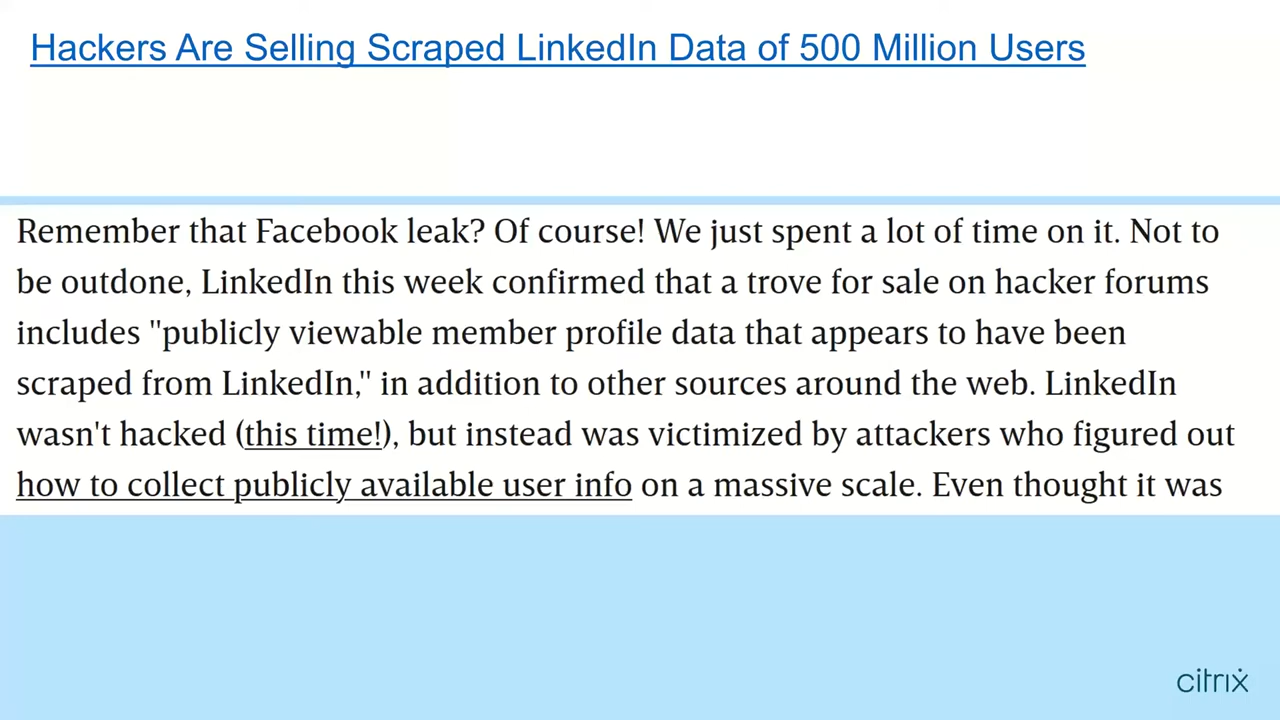 Hackers Are Selling Scraped LinkedIn Data of 500 Million Users
Remember that Facebook leak? Of course! We just spent a lot of time on it. Not to
be outdone, LinkedIn this week confirmed that a trove for sale on hacker forums
includes "publicly viewable member profile data that appears to have been
scraped from LinkedIn," in addition to other sources around the web. LinkedIn
wasn't hacked (this time!), but instead was victimized by attackers who figured out
how to collect publicly available user info on a massive scale. Even thought it was
citrix